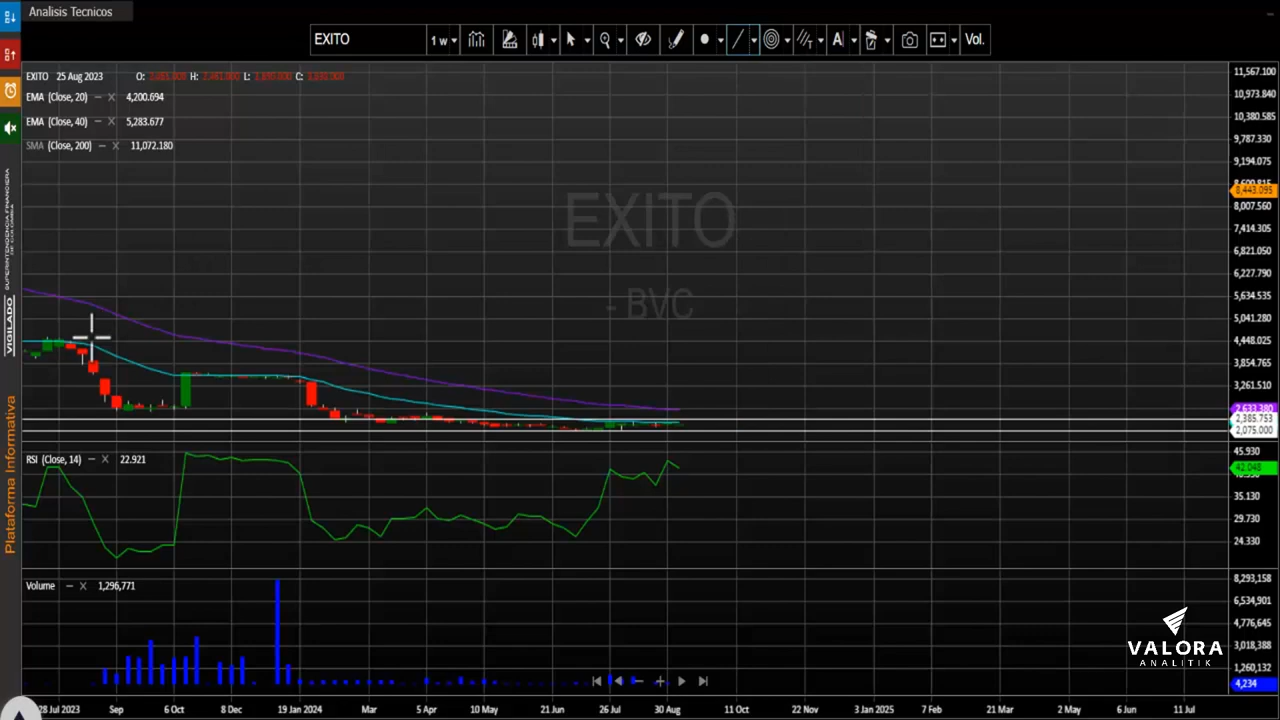 Analisis Tecnicos
EXITO 1 w Vol.
EXITO 25 Aug 2023 O: H: L: C:
EMA (Close, 20) 4,200.694
EMA (Close, 40) 5,283.677
SMA (Close, 200) 11,072.180
EXITO
- BVC
11,567.100
10,973.840
10,380.585
9,787.330
9,194.075
8,443.095
8,007.560
7,414.305
6,821.050
6,227.790
5,634.535
5,041.280
4,448.025
3,854.765
3,261.510
2,385.753
2,075.000
RSI (Close, 14) 22.921
45.930
42.048
35.130
29.730
24.330
Volume 1,296,771
8,293,158
6,534,901
4,776,645
3,018,388
1,260,132
4,234
28 Jul 2023 Sep 6 Oct 8 Dec 19 Jan 2024 Mar 5 Apr 10 May 21 Jun 26 Jul 30 Aug 11 Oct 22 Nov 3 Jan 2025 7 Feb 21 Mar 2 May 6 Jun 11 Jul
VIGILADO
SUPERINTENDENCIA FINANCIERA
DE COLOMBIA
Plataforma Informativa
VALORA
ANALITIK